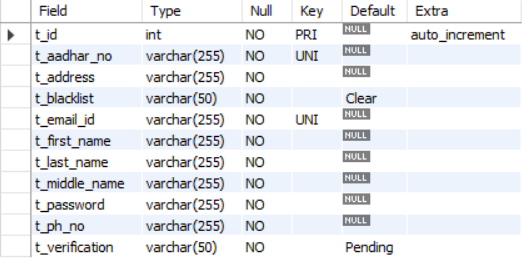 Field Type Null Key Default Extra
t_id int NO PRI NULL auto_increment
t_aadhar_no varchar(255) NO UNI NULL
t_address varchar(255) NO NULL
t_blacklist varchar(50) NO Clear
t_email_id varchar(255) NO UNI NULL
t_first_name varchar(255) NO NULL
t_last_name varchar(255) NO NULL
t_middle_name varchar(255) NO NULL
t_password varchar(255) NO NULL
t_ph_no varchar(255) NO NULL
t_verification varchar(50) NO Pending